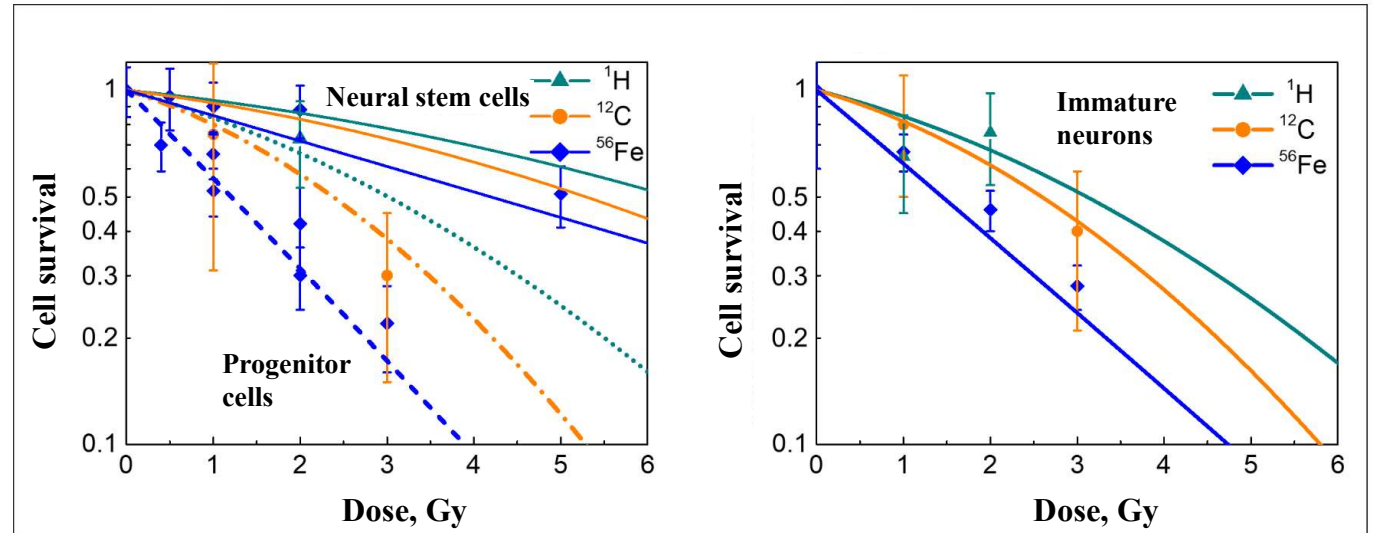 Cell survival
1
0.5
0.4
0.3
0.2
0.1
Neural stem cells
¹H
¹²C
⁵⁶Fe
Progenitor
cells
0 1 2 3 4 5 6
Dose, Gy
Cell survival
1
0.5
0.4
0.3
0.2
0.1
Immature
neurons
¹H
¹²C
⁵⁶Fe
0 1 2 3 4 5 6
Dose, Gy